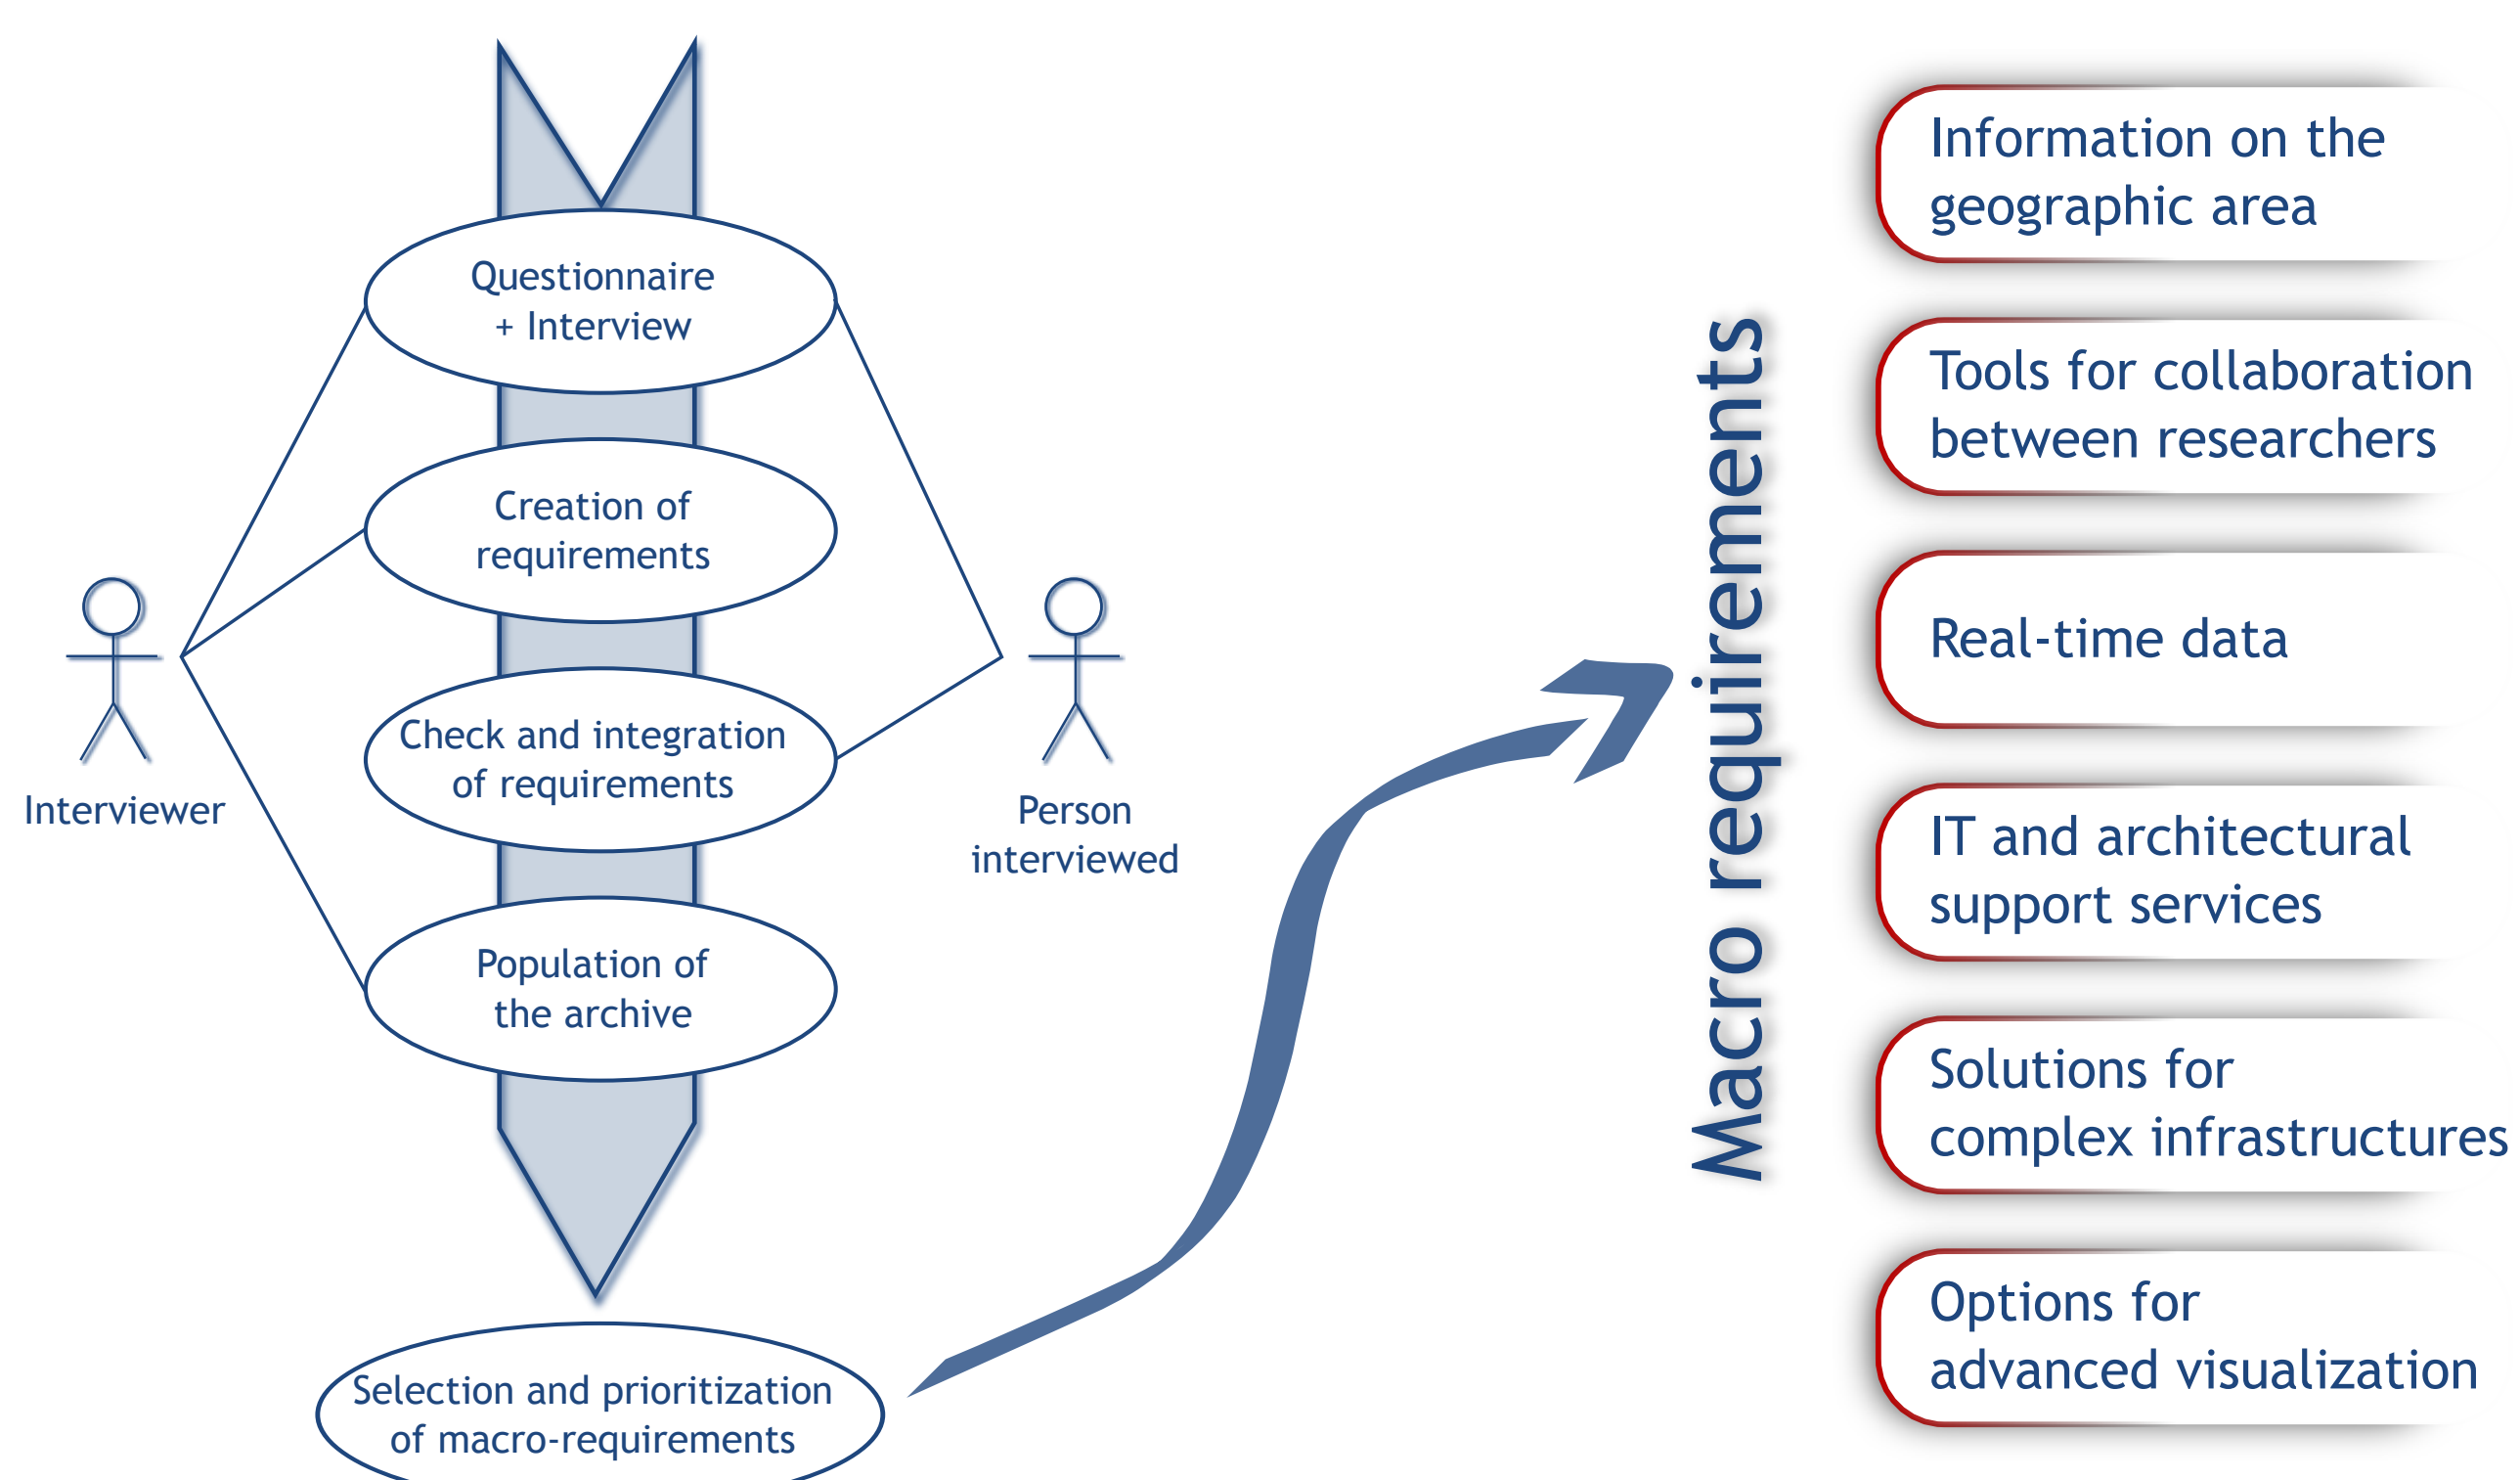 Questionnaire
+ Interview
Creation of
requirements
Check and integration
of requirements
Population of
the archive
Selection and prioritization
of macro-requirements
Interviewer
Person
interviewed
Macro requirements
Information on the
geographic area
Tools for collaboration
between researchers
Real-time data
IT and architectural
support services
Solutions for
complex infrastructures
Options for
advanced visualization